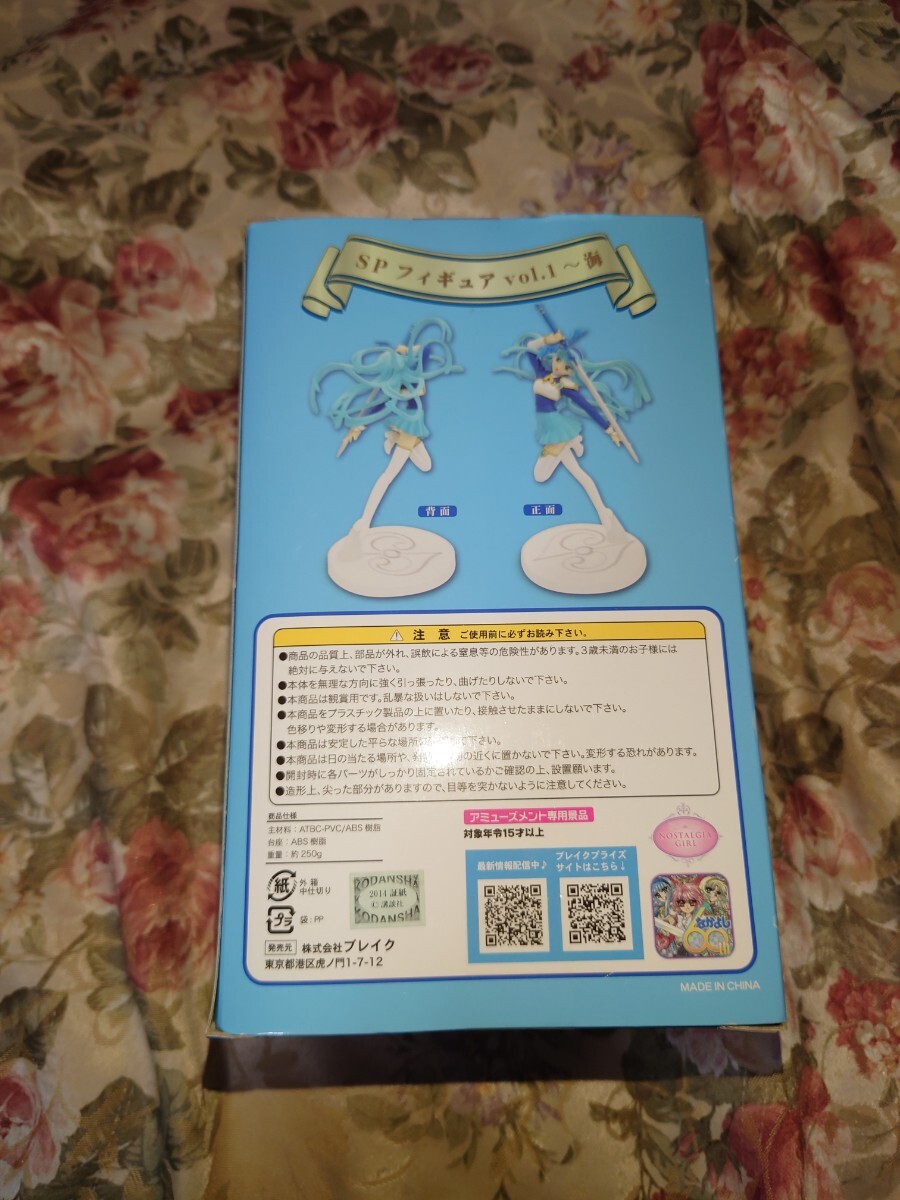 SP フィギュア vol.1～海
背面
正面
注意 ご使用前に必ずお読み下さい。
●商品の品質上、部品が外れ、誤飲による窒息等の危険性があります。3歳未満のお子様には
絶対に与えないで下さい。
●本体を無理な方向に強く引っ張ったり、曲げたりしないで下さい。
●本商品は観賞用です。乱暴な扱いはしないで下さい。
●本商品をプラスチック製品の上に置いたり、接触させたままにしないで下さい。
色移りや変形する場合があります。
●本商品は安定した平らな場所 下さい。
●本商品は日の当たる場所や、 の近くに置かないで下さい。変形する恐れがあります。
●開封時に各パーツがしっかり固定されているかご確認の上、設置願います。
●造形上、尖った部分がありますので、目等を突かないように注意してください。
商品仕様
主材料：ATBC-PVC/ABS 樹脂
台座：ABS 樹脂
重量：約 250g
アミューズメント専用景品
対象年令15才以上
NOSTALGIA
GIRL
紙
外箱
中仕切り
プラ
袋：PP
KODANSHA
2014 証紙
©講談社
KODANSHA
最新情報配信中♪
ブレイクプライズ
サイトはこちら↓
なかよし
60th
発売元 株式会社ブレイク
東京都港区虎ノ門1-7-12
MADE IN CHINA